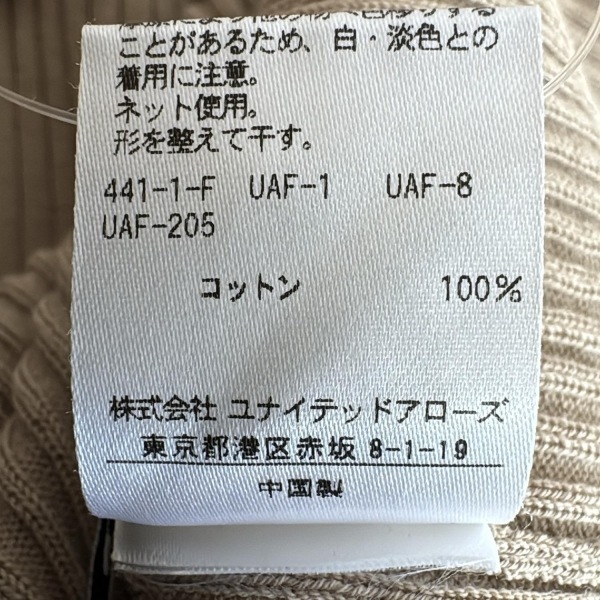 ことがあるため、白・淡色との
着用に注意。
ネット使用。
形を整えて干す。
441-1-F UAF-1 UAF-8
UAF-205
コットン 100%
株式会社 ユナイテッドアローズ
東京都港区赤坂 8-1-19
中国製